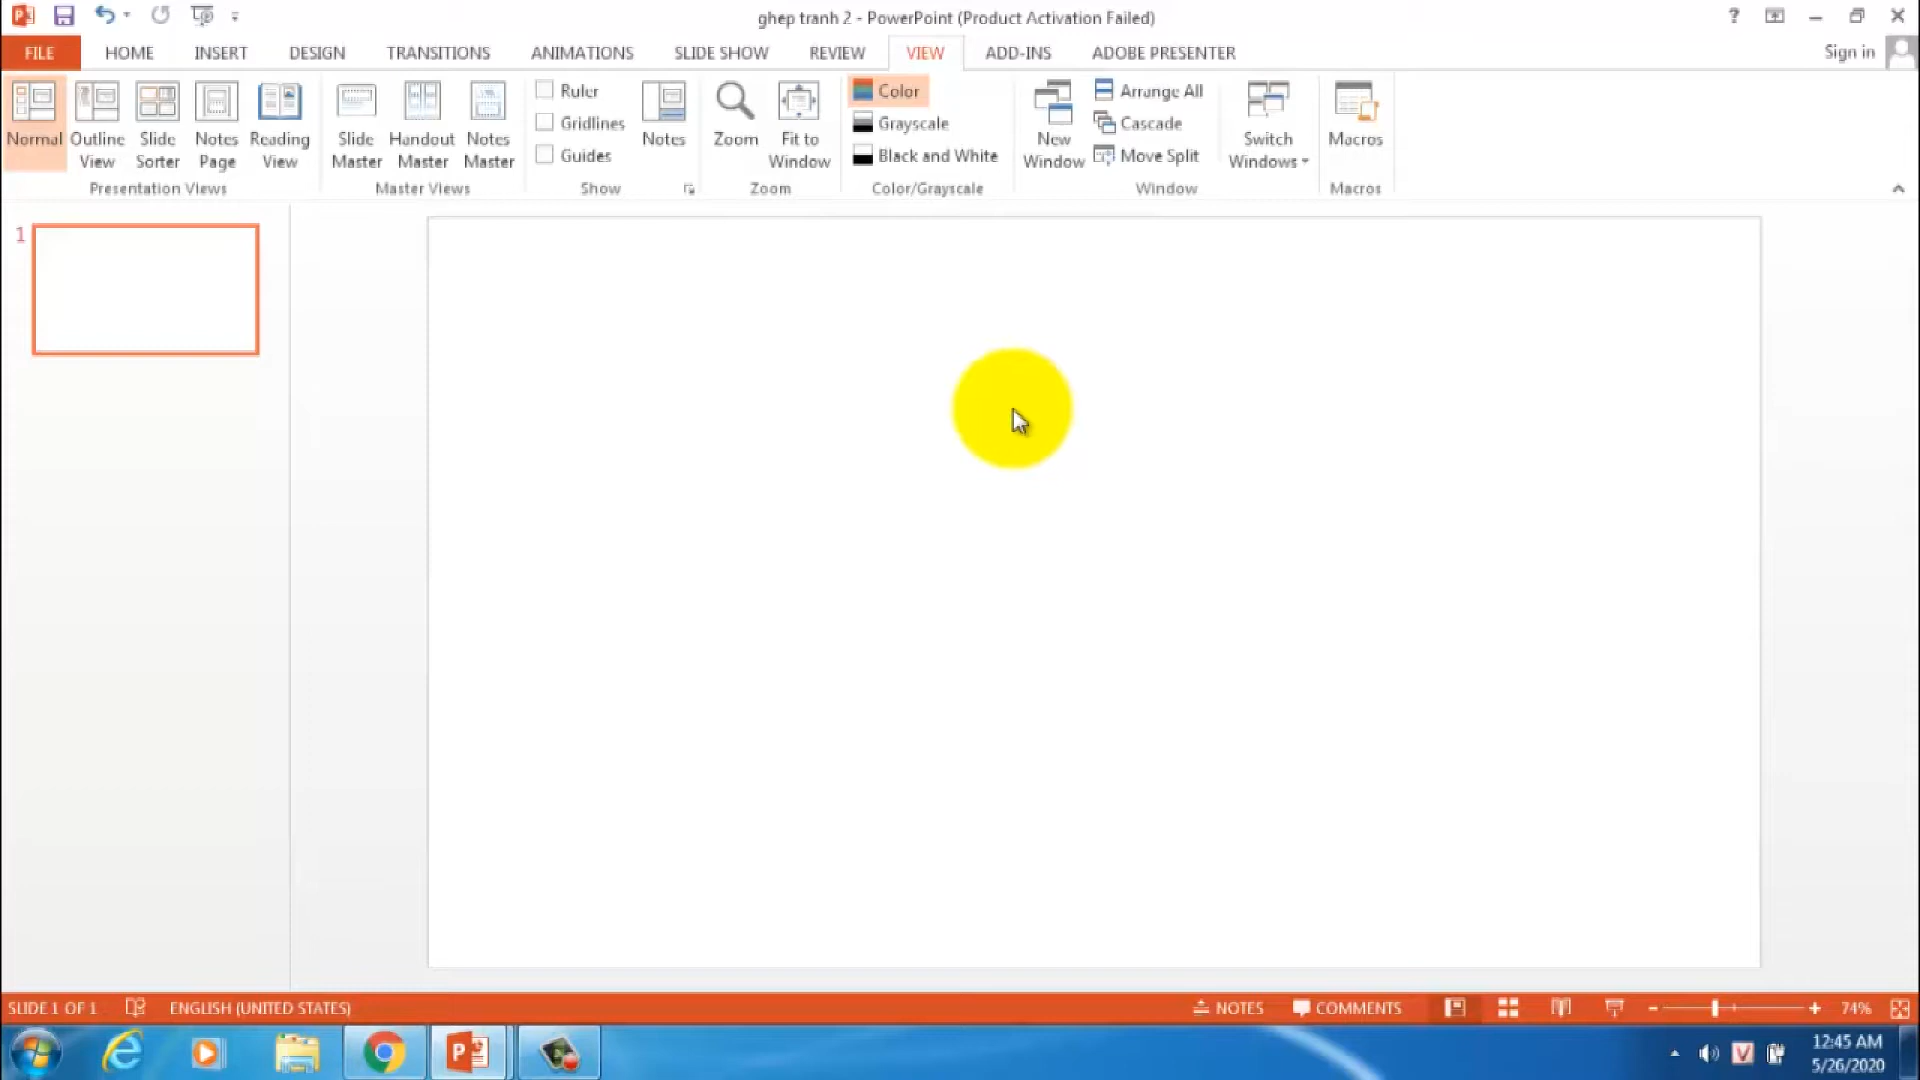 ghep tranh 2 - PowerPoint (Product Activation Failed)
FILE HOME INSERT DESIGN TRANSITIONS ANIMATIONS SLIDE SHOW REVIEW VIEW ADD-INS ADOBE PRESENTER Sign in
Normal Outline View Slide Sorter Notes Page Reading View
Presentation Views
Slide Master Handout Master Notes Master
Master Views
Ruler
Gridlines
Guides
Notes
Show
Zoom Fit to Window
Zoom
Color
Grayscale
Black and White
Color/Grayscale
New Window
Arrange All
Cascade
Move Split
Switch Windows
Window
Macros
Macros
1
SLIDE 1 OF 1 ENGLISH (UNITED STATES) NOTES COMMENTS 74%
12:45 AM
5/26/2020